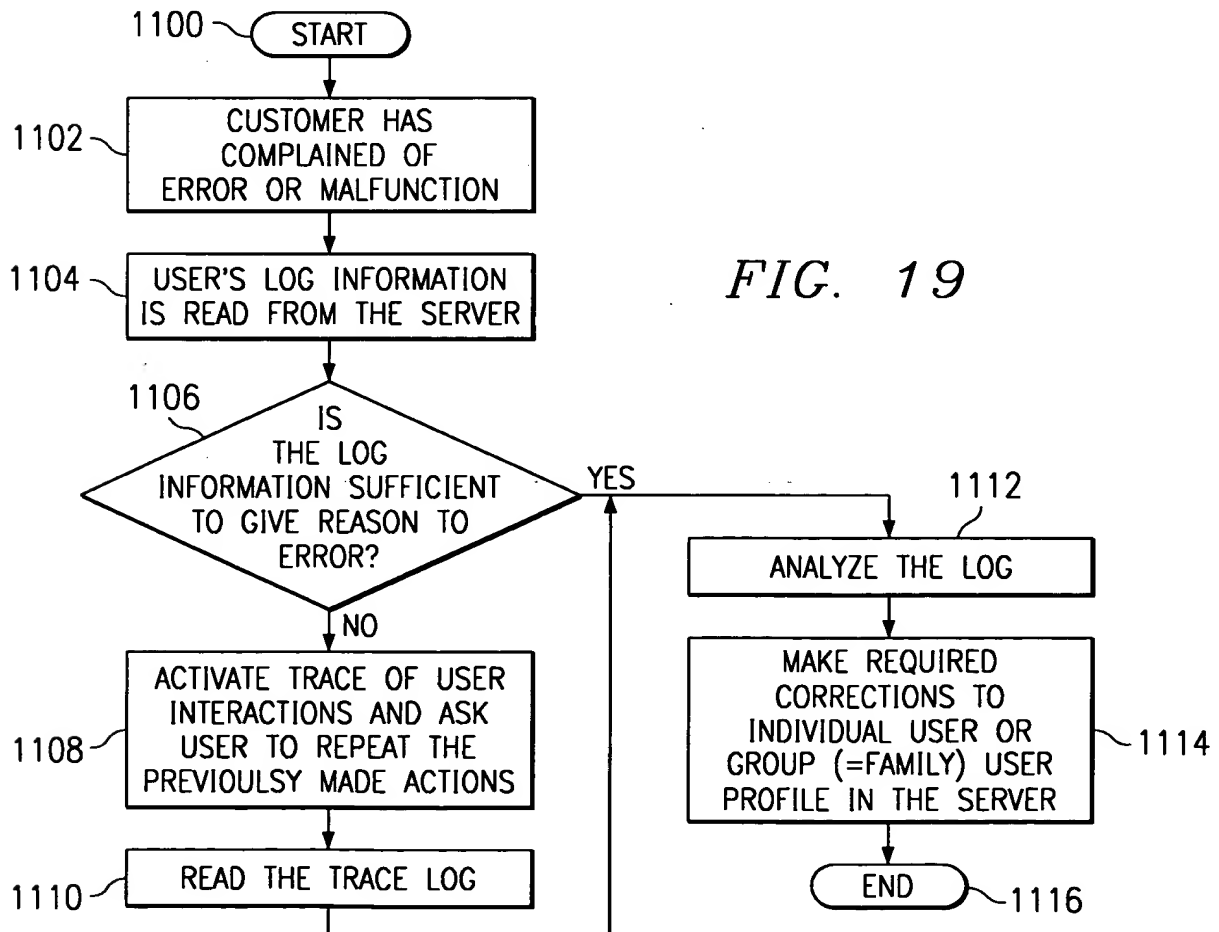 1100
START
1102
CUSTOMER HAS
COMPLAINED OF
ERROR OR MALFUNCTION
1104
USER'S LOG INFORMATION
IS READ FROM THE SERVER
FIG. 19
1106
IS
THE LOG
INFORMATION SUFFICIENT
TO GIVE REASON TO
ERROR?
YES
NO
1108
ACTIVATE TRACE OF USER
INTERACTIONS AND ASK
USER TO REPEAT THE
PREVIOULSY MADE ACTIONS
1110
READ THE TRACE LOG
1112
ANALYZE THE LOG
MAKE REQUIRED
CORRECTIONS TO
INDIVIDUAL USER OR
GROUP (=FAMILY) USER
PROFILE IN THE SERVER
1114
END
1116